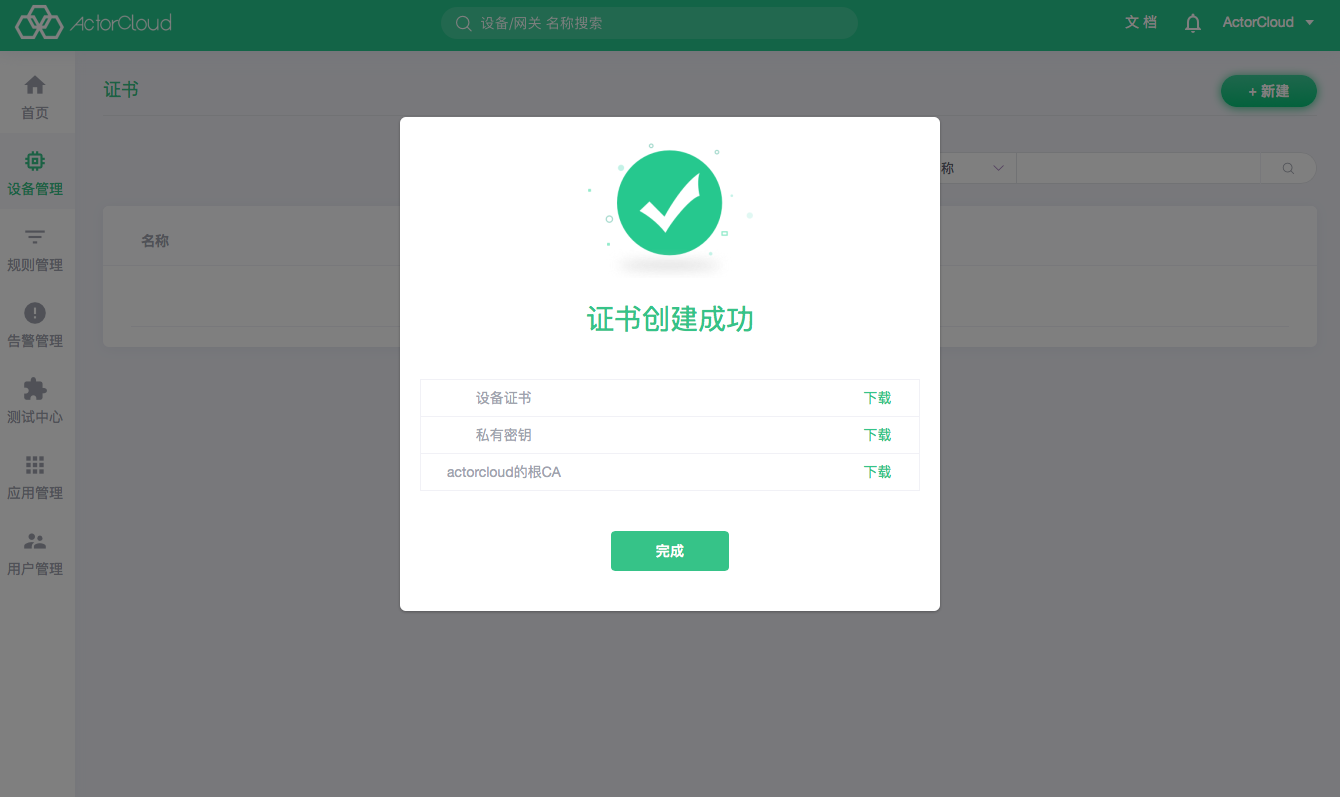 ActorCloud
设备/网关 名称搜索
文 档
ActorCloud
首页
设备管理
规则管理
告警管理
测试中心
应用管理
用户管理
证书
+ 新建
称
名称
证书创建成功
设备证书 下载
私有密钥 下载
actorcloud的根CA 下载
完成